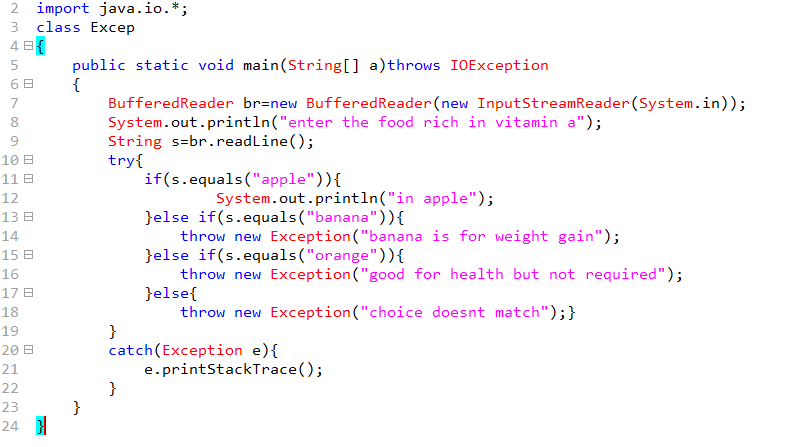 2 import java.io.*;
3 class Excep
4 {
5 public static void main(String[] a)throws IOException
6 {
7 BufferedReader br=new BufferedReader(new InputStreamReader(System.in));
8 System.out.println("enter the food rich in vitamin a");
9 String s=br.readLine();
10 try{
11 if(s.equals("apple")){
12 System.out.println("in apple");
13 }else if(s.equals("banana")){
14 throw new Exception("banana is for weight gain");
15 }else if(s.equals("orange")){
16 throw new Exception("good for health but not required");
17 }else{
18 throw new Exception("choice doesnt match");}
19 }
20 catch(Exception e){
21 e.printStackTrace();
22 }
23 }
24 }